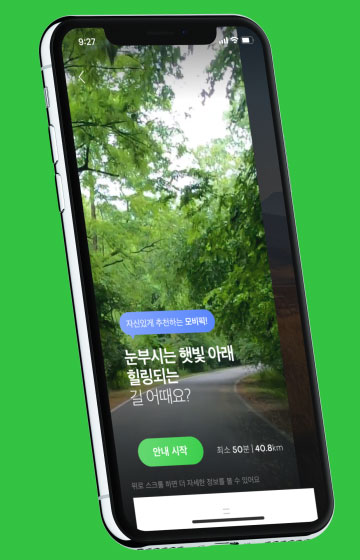 9:27
자신있게 추천하는 모비픽!
눈부시는 햇빛 아래
힐링되는
길 어때요?
안내 시작
최소 50분 | 40.8km
위로 스크롤 하면 더 자세한 정보를 볼 수 있어요